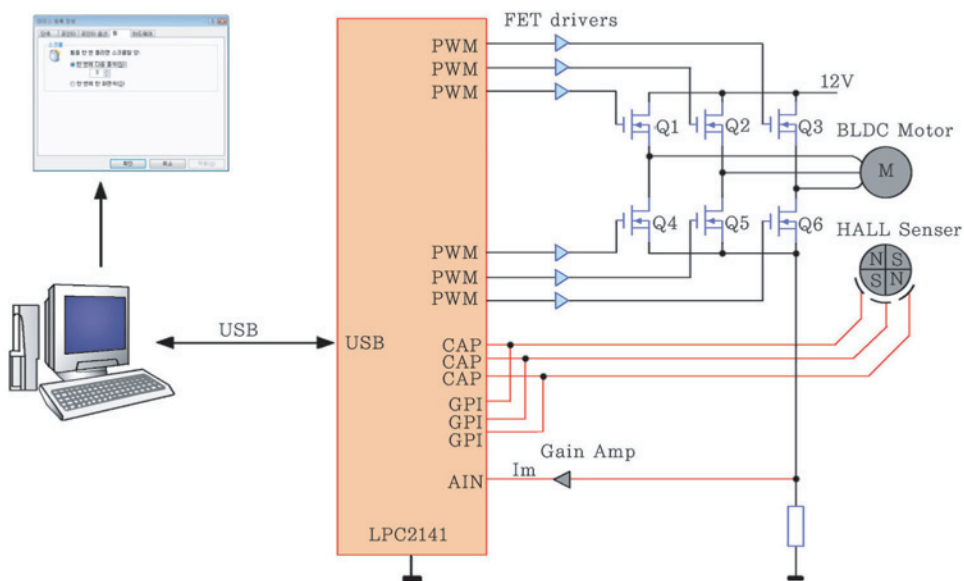 FET drivers
PWM
PWM
PWM
12V
Q1
Q2
Q3
BLDC Motor
M
Q4
Q5
Q6
HALL Senser
N S
S N
PWM
PWM
PWM
USB
USB
CAP
CAP
CAP
GPI
GPI
GPI
Gain Amp
Im
AIN
LPC2141